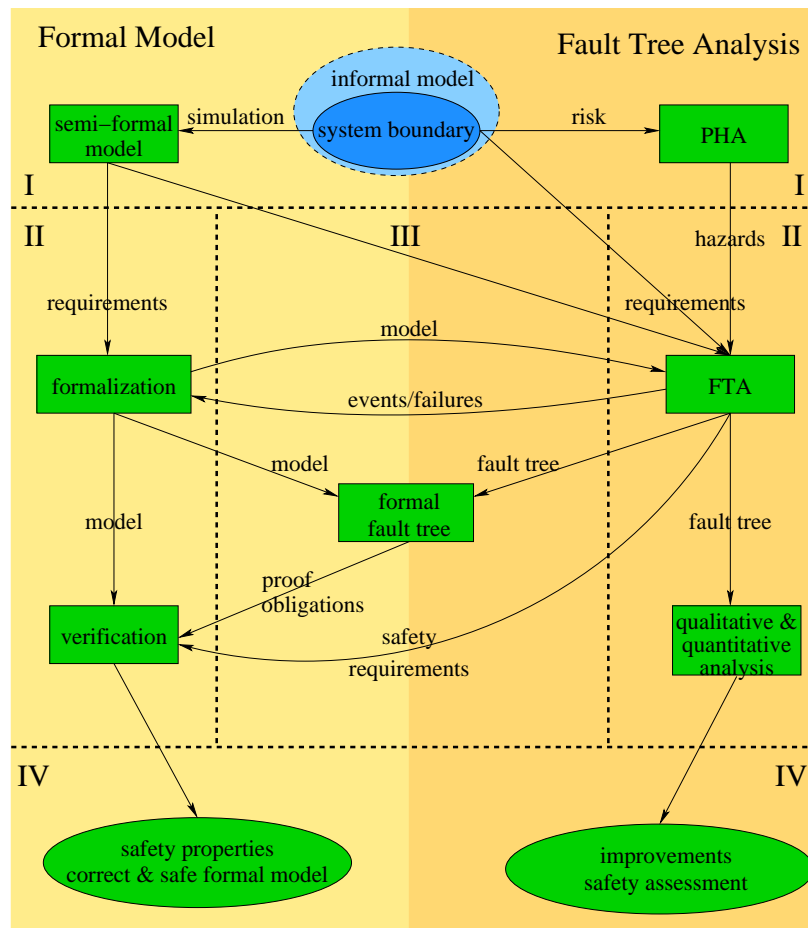 Formal Model
Fault Tree Analysis
informal model
system boundary
simulation
risk
semi−formal
model
PHA
I
I
II
III
II
hazards
requirements
requirements
model
formalization
FTA
events/failures
model
fault tree
formal
fault tree
model
fault tree
proof
obligations
verification
safety
requirements
qualitative &
quantitative
analysis
IV
IV
safety properties
correct & safe formal model
improvements
safety assessment